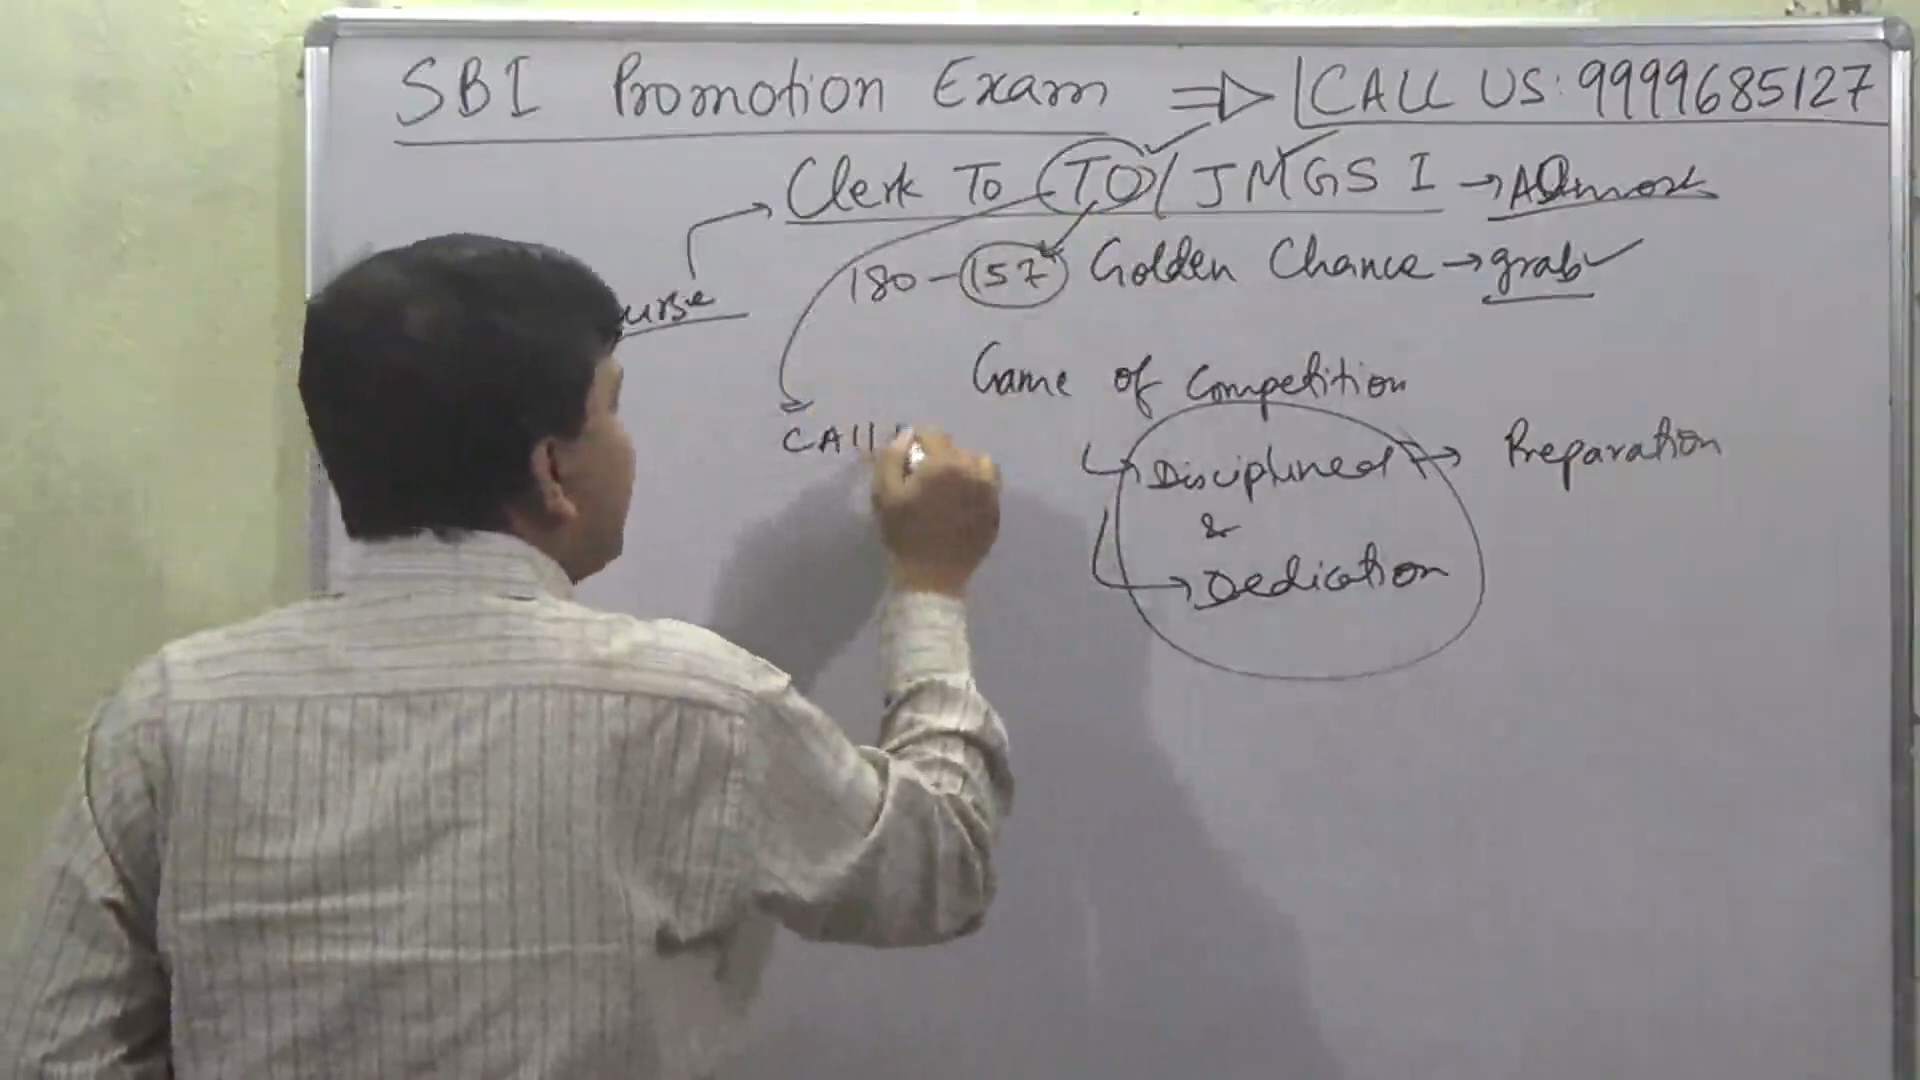 SBI Promotion Exam ⇒ CALL US: 9999685127
Clerk To TO/JMGS I →
180-157 Golden Chance → grab
urse
Game of Competition
CAll
Disciplined → Preparation
&
Dedication